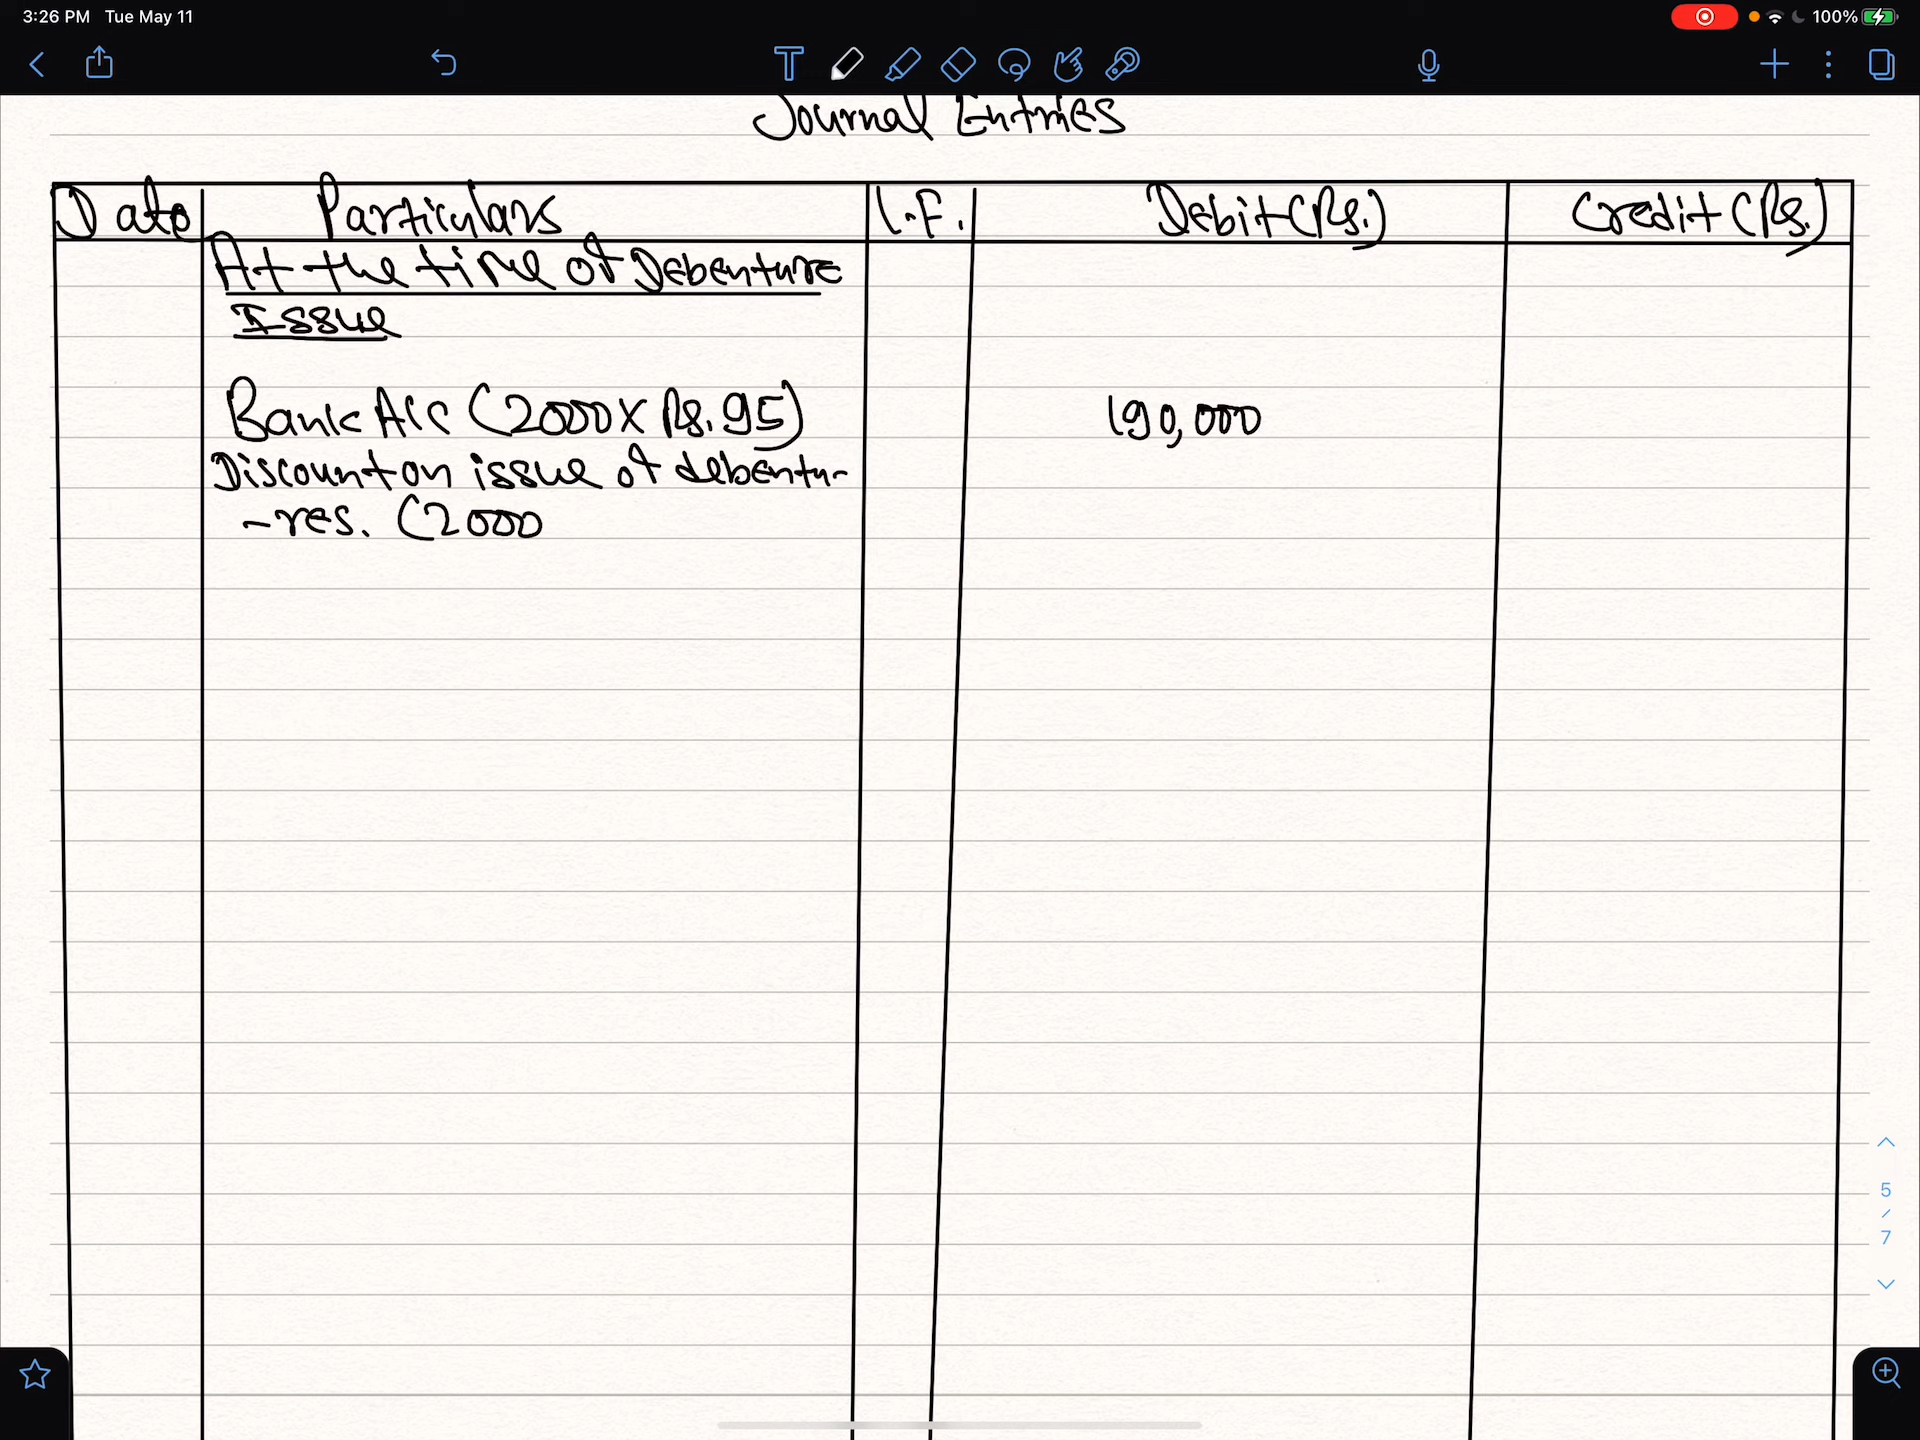 3:26 PM Tue May 11
100%
Journal Entries
Date Particulars L.F. Debit (Rs.) Credit (Rs.)
At the time of Debenture
Issue
Bank A/c (2000 X Rs. 95) 190,000
Discount on issue of debentu-
-res. (2000
5
/
7